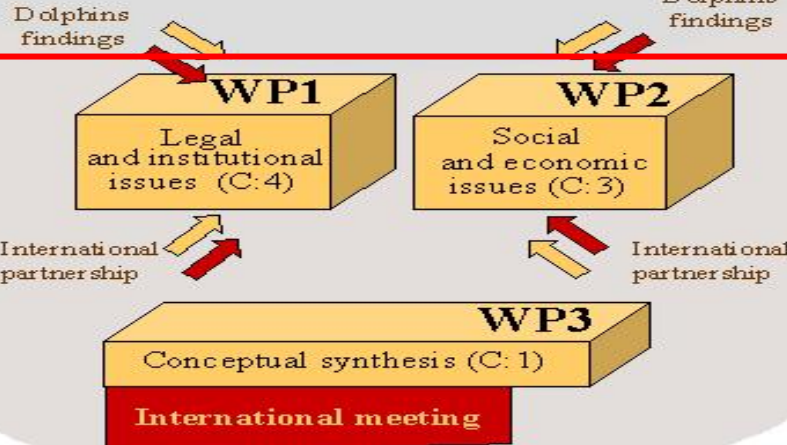 Dolphins
findings
Dolphins
findings
WP1
Legal
and institutional
issues (C:4)
WP2
Social
and economic
issues (C:3)
International
partnership
International
partnership
WP3
Conceptual synthesis (C:1)
International meeting